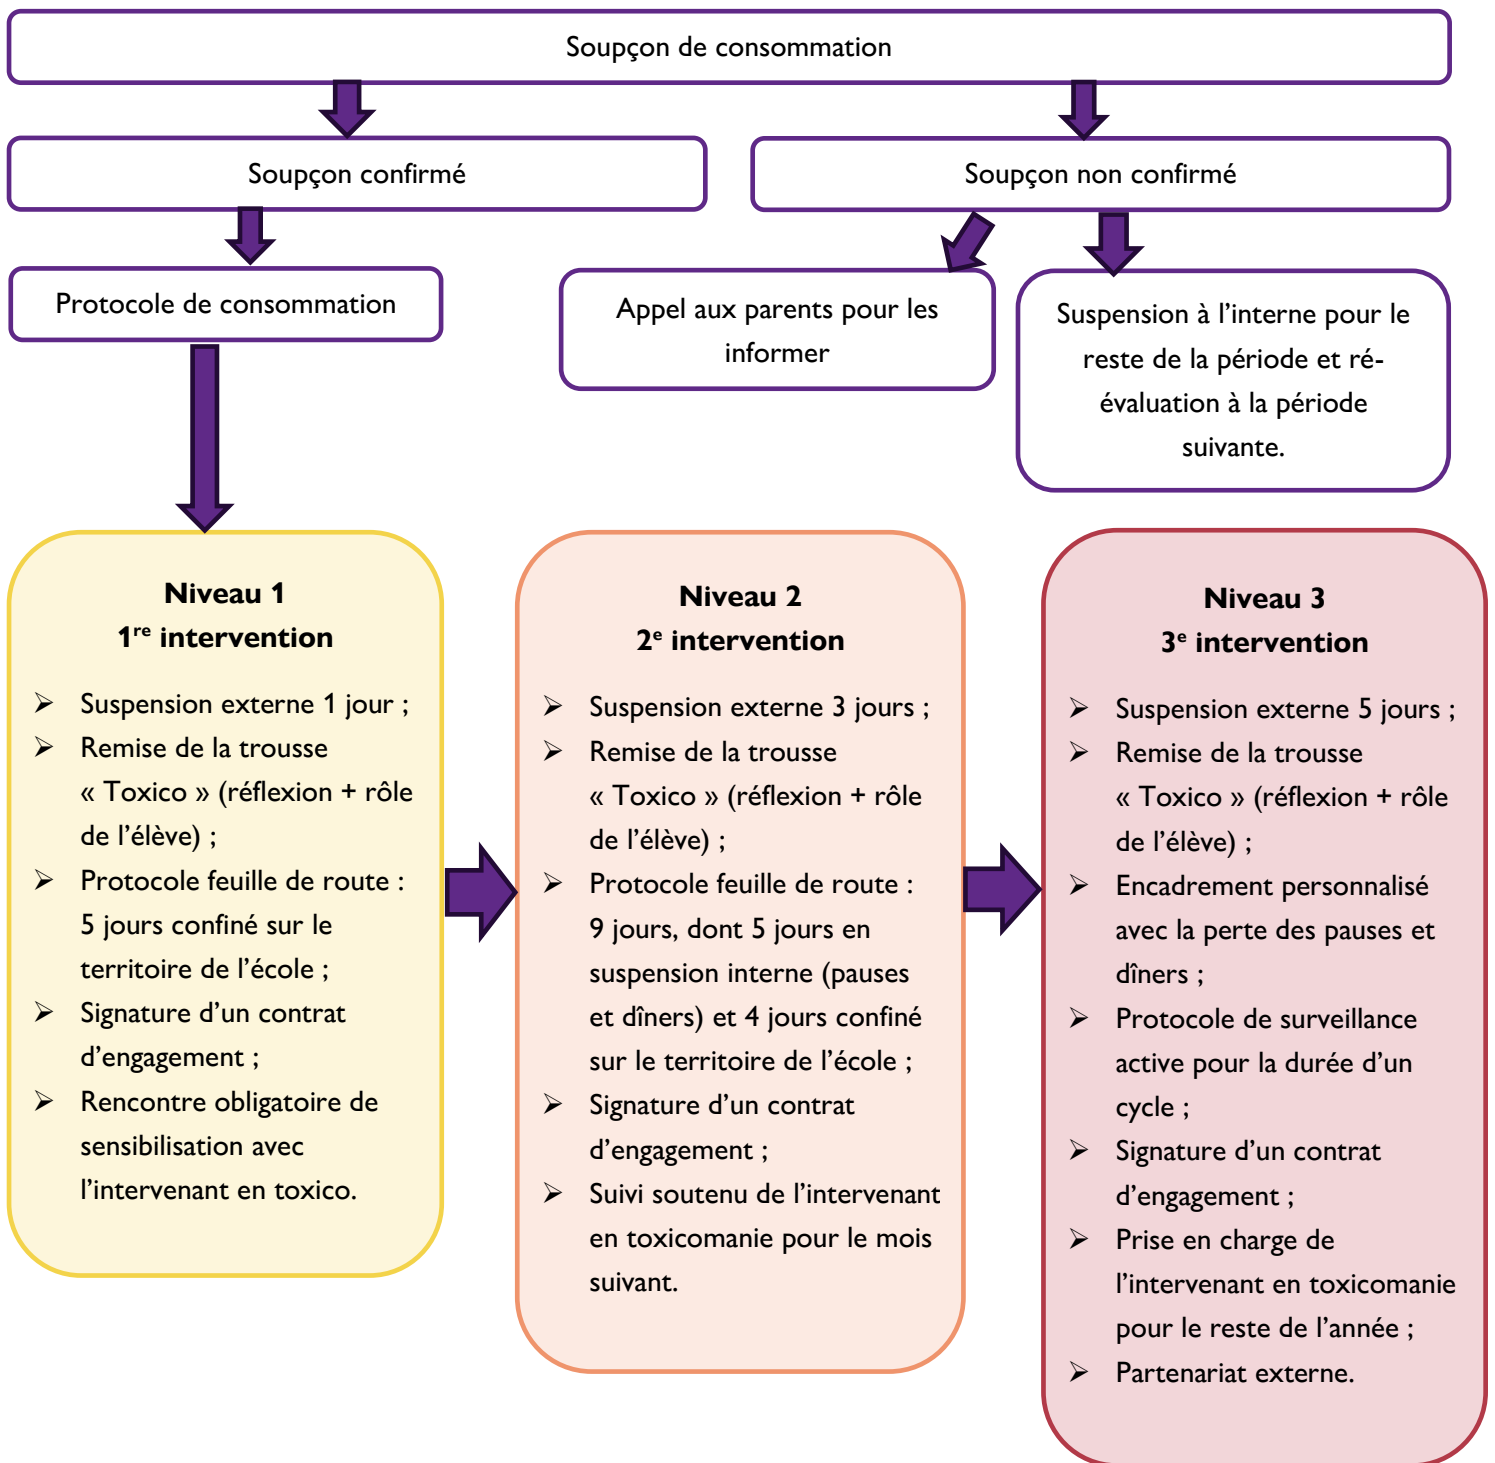 Soupçon de consommation
Soupçon confirmé
Soupçon non confirmé
Protocole de consommation
Appel aux parents pour les
informer
Suspension à l’interne pour le
reste de la période et ré-
évaluation à la période
suivante.
Niveau 1
1re intervention
➢ Suspension externe 1 jour ;
➢ Remise de la trousse
« Toxico » (réflexion + rôle
de l’élève) ;
➢ Protocole feuille de route :
5 jours confiné sur le
territoire de l’école ;
➢ Signature d’un contrat
d’engagement ;
➢ Rencontre obligatoire de
sensibilisation avec
l’intervenant en toxico.
Niveau 2
2e intervention
➢ Suspension externe 3 jours ;
➢ Remise de la trousse
« Toxico » (réflexion + rôle
de l’élève) ;
➢ Protocole feuille de route :
9 jours, dont 5 jours en
suspension interne (pauses
et dîners) et 4 jours confiné
sur le territoire de l’école ;
➢ Signature d’un contrat
d’engagement ;
➢ Suivi soutenu de l’intervenant
en toxicomanie pour le mois
suivant.
Niveau 3
3e intervention
➢ Suspension externe 5 jours ;
➢ Remise de la trousse
« Toxico » (réflexion + rôle
de l’élève) ;
➢ Encadrement personnalisé
avec la perte des pauses et
dîners ;
➢ Protocole de surveillance
active pour la durée d’un
cycle ;
➢ Signature d’un contrat
d’engagement ;
➢ Prise en charge de
l’intervenant en toxicomanie
pour le reste de l’année ;
➢ Partenariat externe.